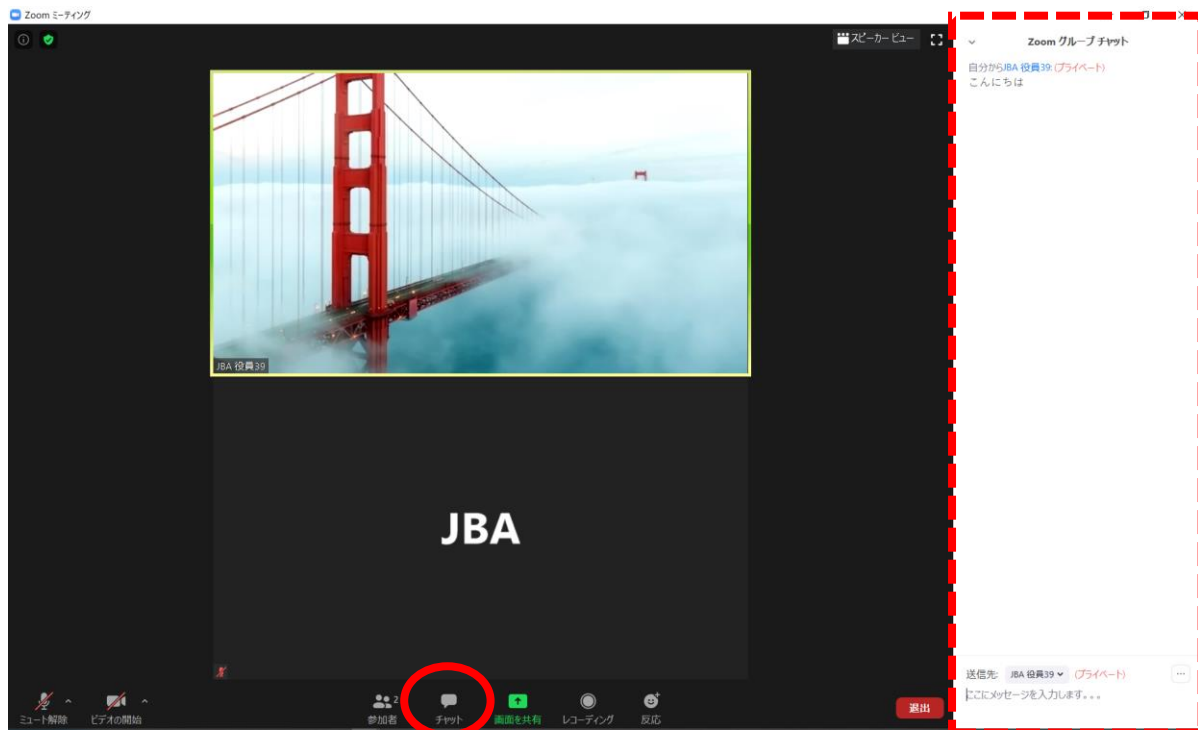 Zoom ミーティング
スピーカー ビュー
Zoom グループ チャット
自分からJBA 役員39: (プライベート)
こんにちは
JBA 役員39
JBA
送信先: JBA 役員39 (プライベート)
ここにメッセージを入力します。。。
ミュート解除
ビデオの開始
2
参加者
チャット
画面を共有
レコーディング
反応
退出